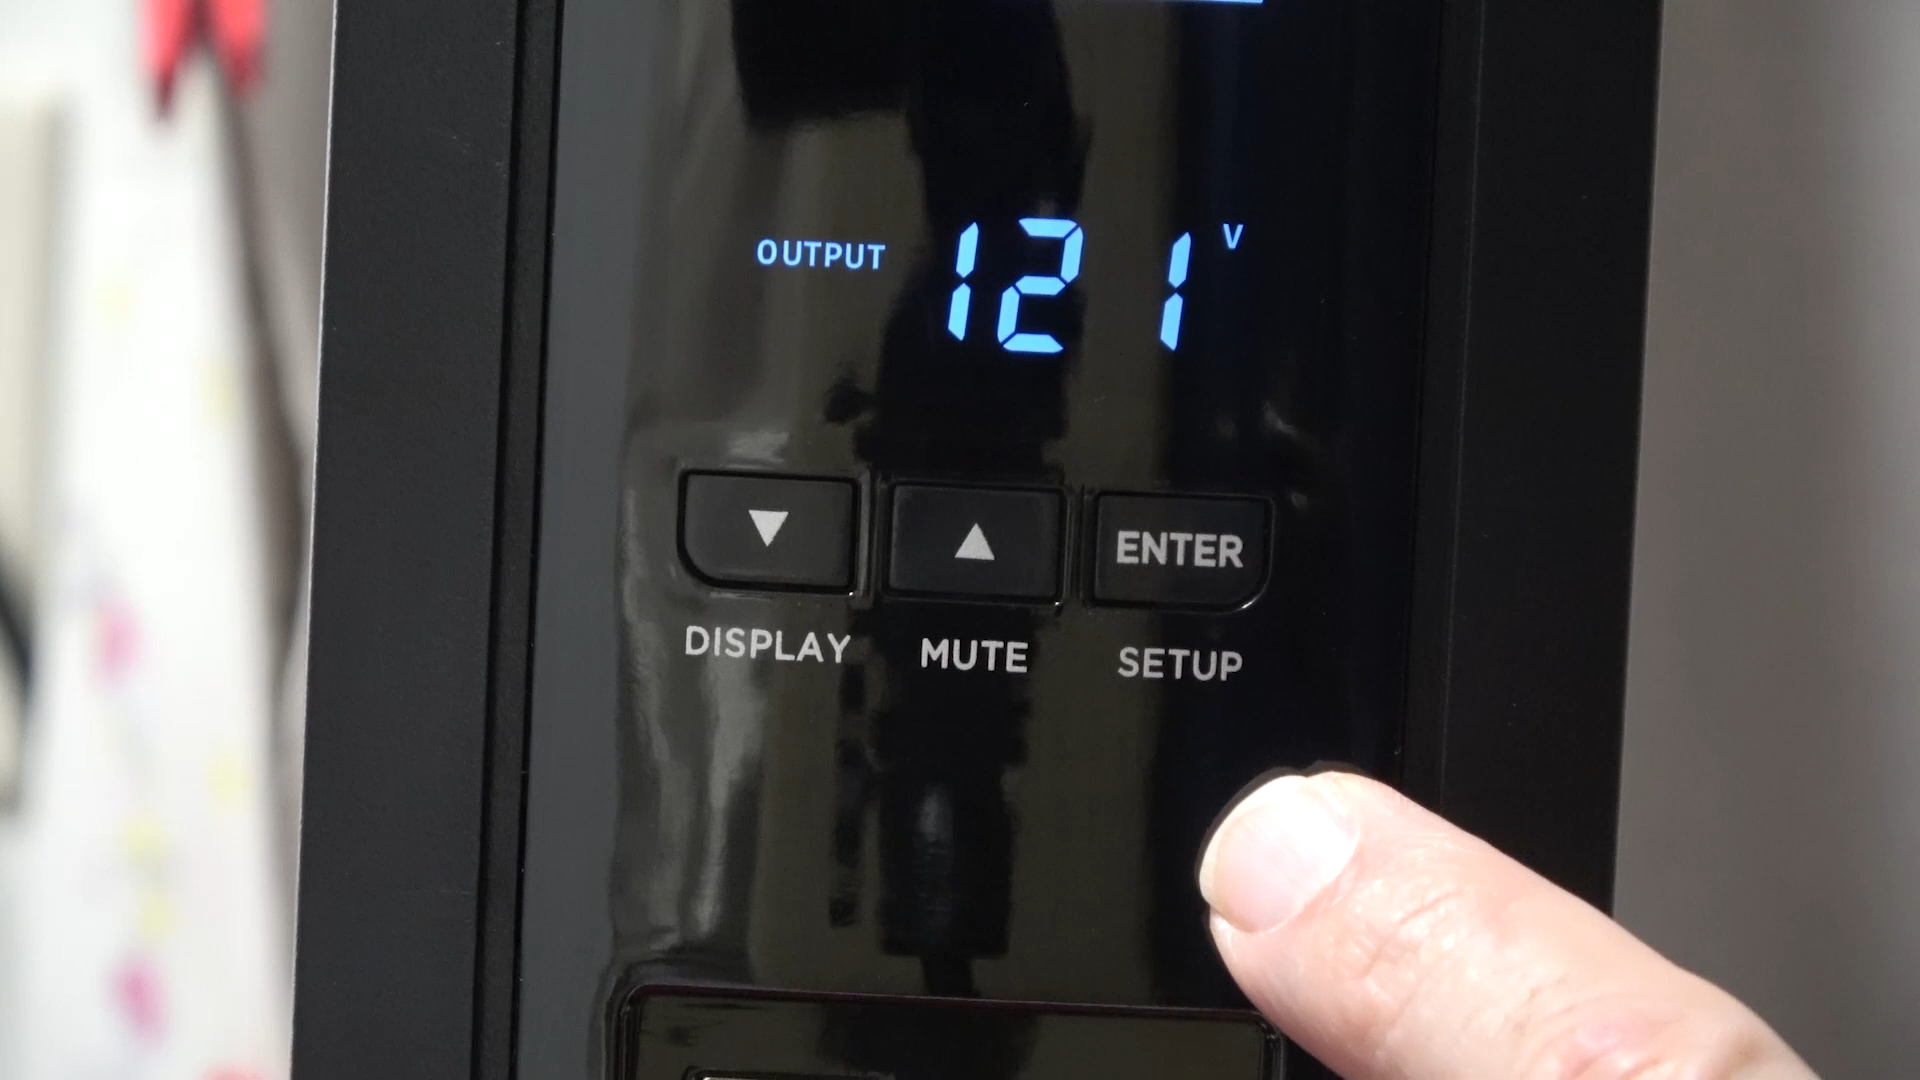 OUTPUT 121 V
▼ ▲ ENTER
DISPLAY MUTE SETUP